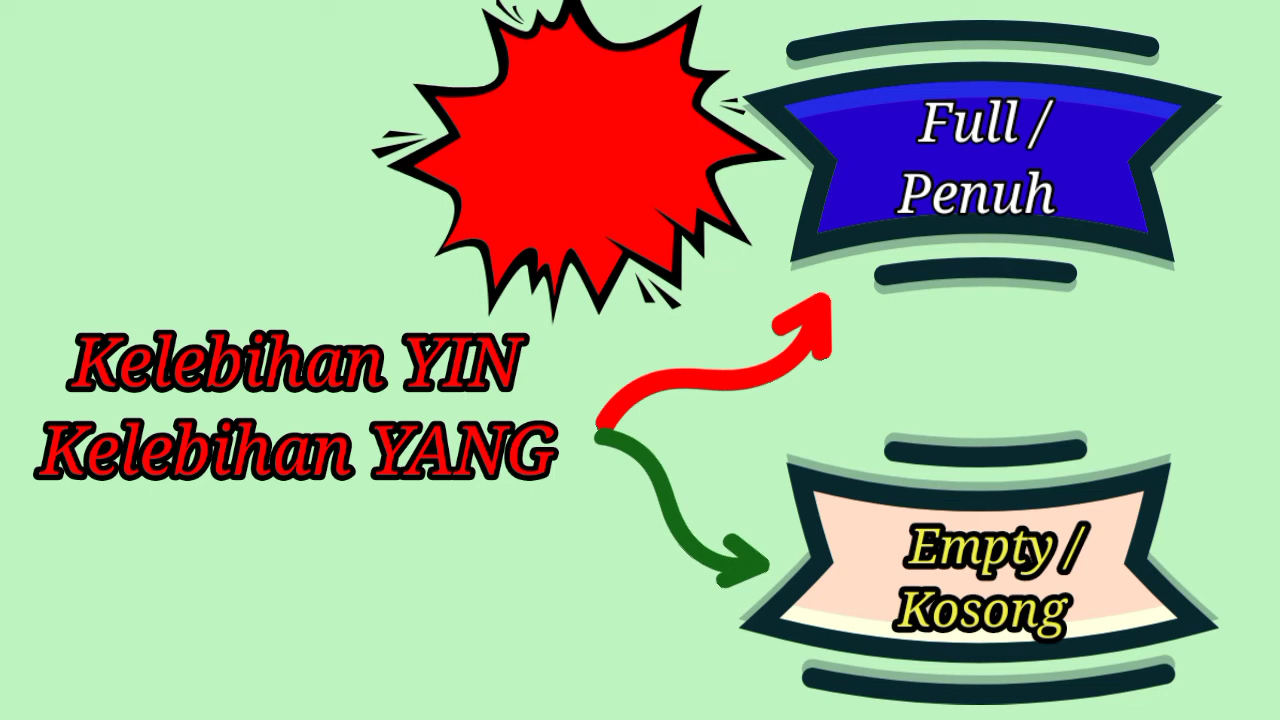 Full /
Penuh
Kelebihan YIN
Kelebihan YANG
Empty /
Kosong